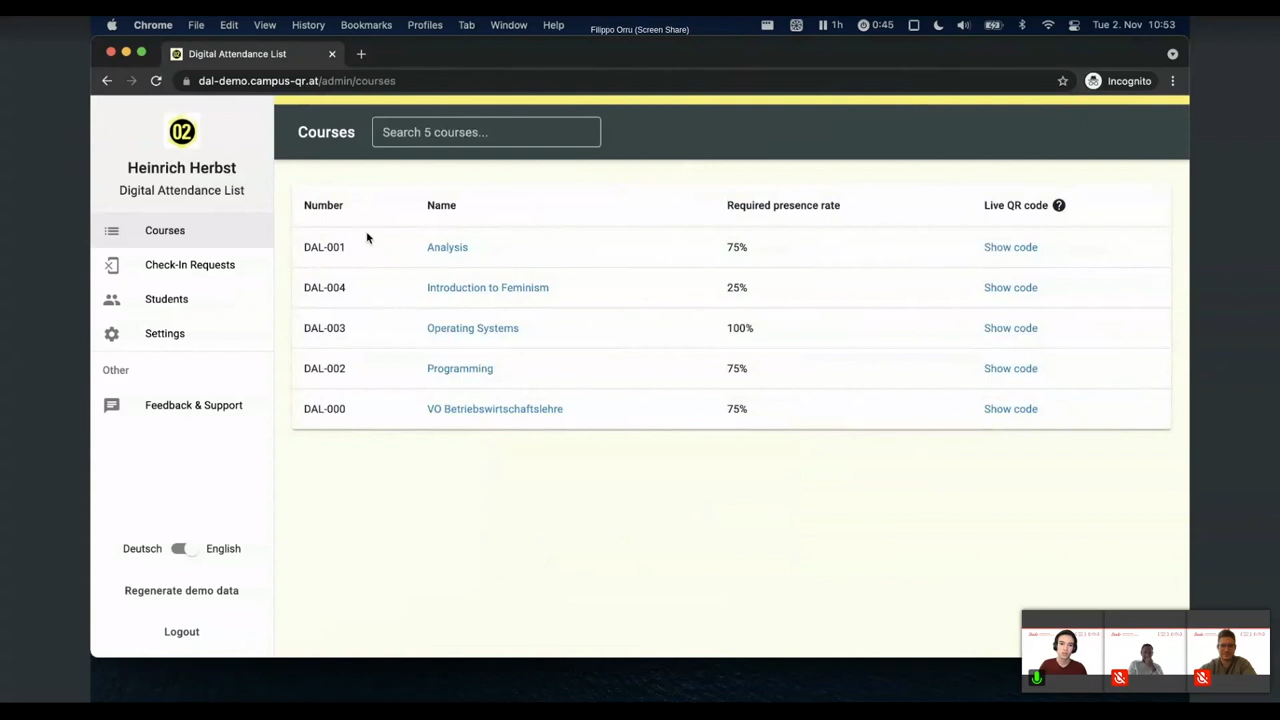 Chrome File Edit View History Bookmarks Profiles Tab Window Help
Filippo Orru (Screen Share)
1h 0:45 Tue 2. Nov 10:53
Digital Attendance List
dal-demo.campus-qr.at/admin/courses
Incognito
02
Heinrich Herbst
Digital Attendance List
Courses
Check-In Requests
Students
Settings
Other
Feedback & Support
Deutsch English
Regenerate demo data
Logout
Courses Search 5 courses...
Number Name Required presence rate Live QR code ?
DAL-001 Analysis 75% Show code
DAL-004 Introduction to Feminism 25% Show code
DAL-003 Operating Systems 100% Show code
DAL-002 Programming 75% Show code
DAL-000 VO Betriebswirtschaftslehre 75% Show code